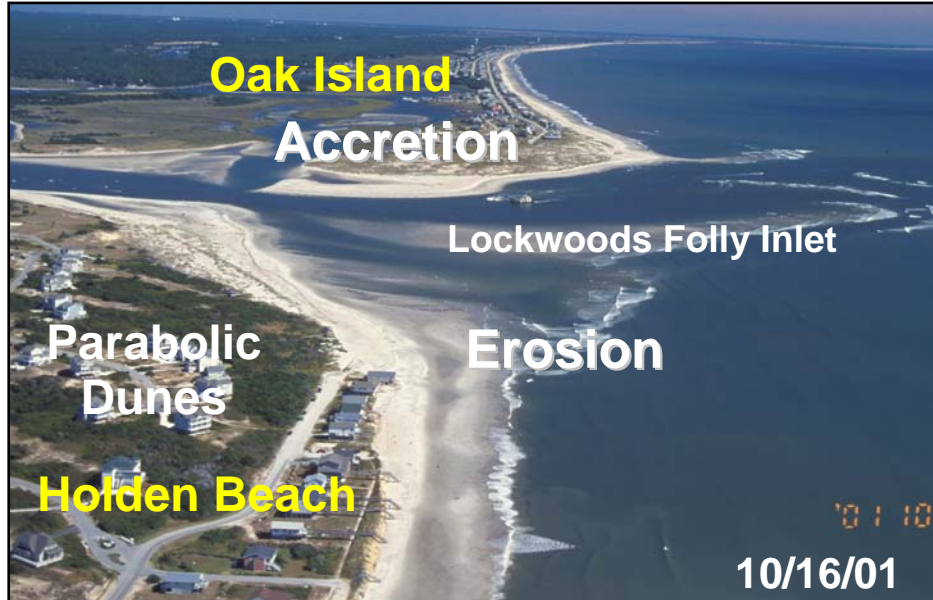 Oak Island
Accretion
Lockwoods Folly Inlet
Parabolic
Dunes
Erosion
Holden Beach
'01 10
10/16/01